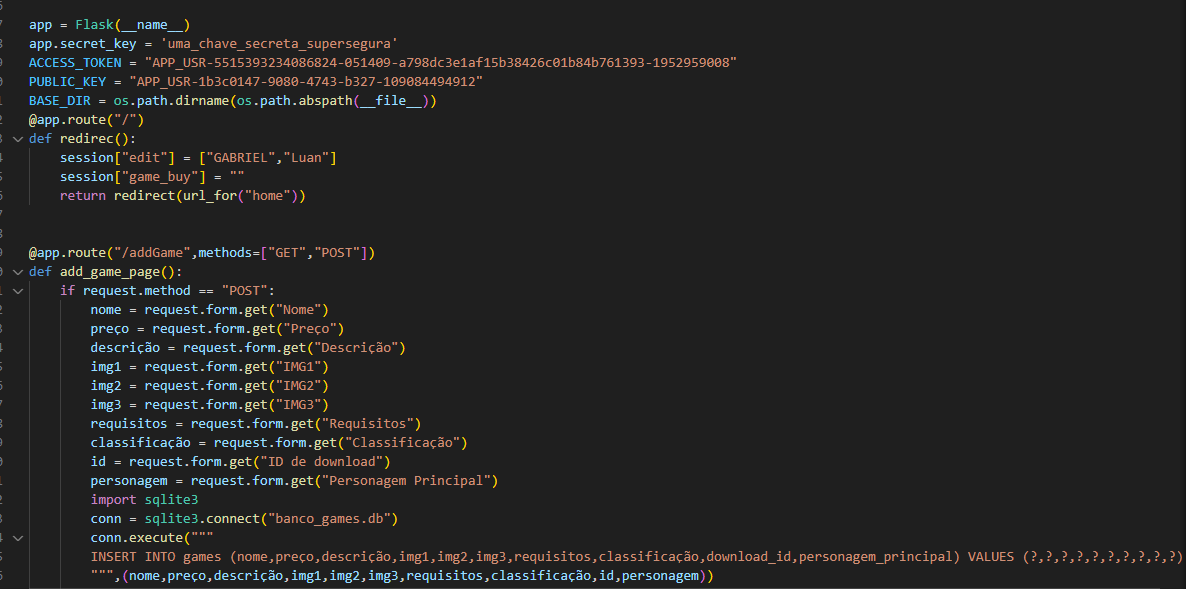 app = Flask(__name__)
app.secret_key = 'uma_chave_secreta_supersegura'
ACCESS_TOKEN = "APP_USR-5515393234086824-051409-a798dc3e1af15b38426c01b84b761393-1952959008"
PUBLIC_KEY = "APP_USR-1b3c0147-9080-4743-b327-109084494912"
BASE_DIR = os.path.dirname(os.path.abspath(__file__))
@app.route("/")
def redirec():
    session["edit"] = ["GABRIEL","Luan"]
    session["game_buy"] = ""
    return redirect(url_for("home"))
@app.route("/addGame",methods=["GET","POST"])
def add_game_page():
    if request.method == "POST":
        nome = request.form.get("Nome")
        preço = request.form.get("Preço")
        descrição = request.form.get("Descrição")
        img1 = request.form.get("IMG1")
        img2 = request.form.get("IMG2")
        img3 = request.form.get("IMG3")
        requisitos = request.form.get("Requisitos")
        classificação = request.form.get("Classificação")
        id = request.form.get("ID de download")
        personagem = request.form.get("Personagem Principal")
        import sqlite3
        conn = sqlite3.connect("banco_games.db")
        conn.execute("""
        INSERT INTO games (nome,preço,descrição,img1,img2,img3,requisitos,classificação,download_id,personagem_principal) VALUES (?,?,?,?,?,?,?,?,?,?)
        """,(nome,preço,descrição,img1,img2,img3,requisitos,classificação,id,personagem))